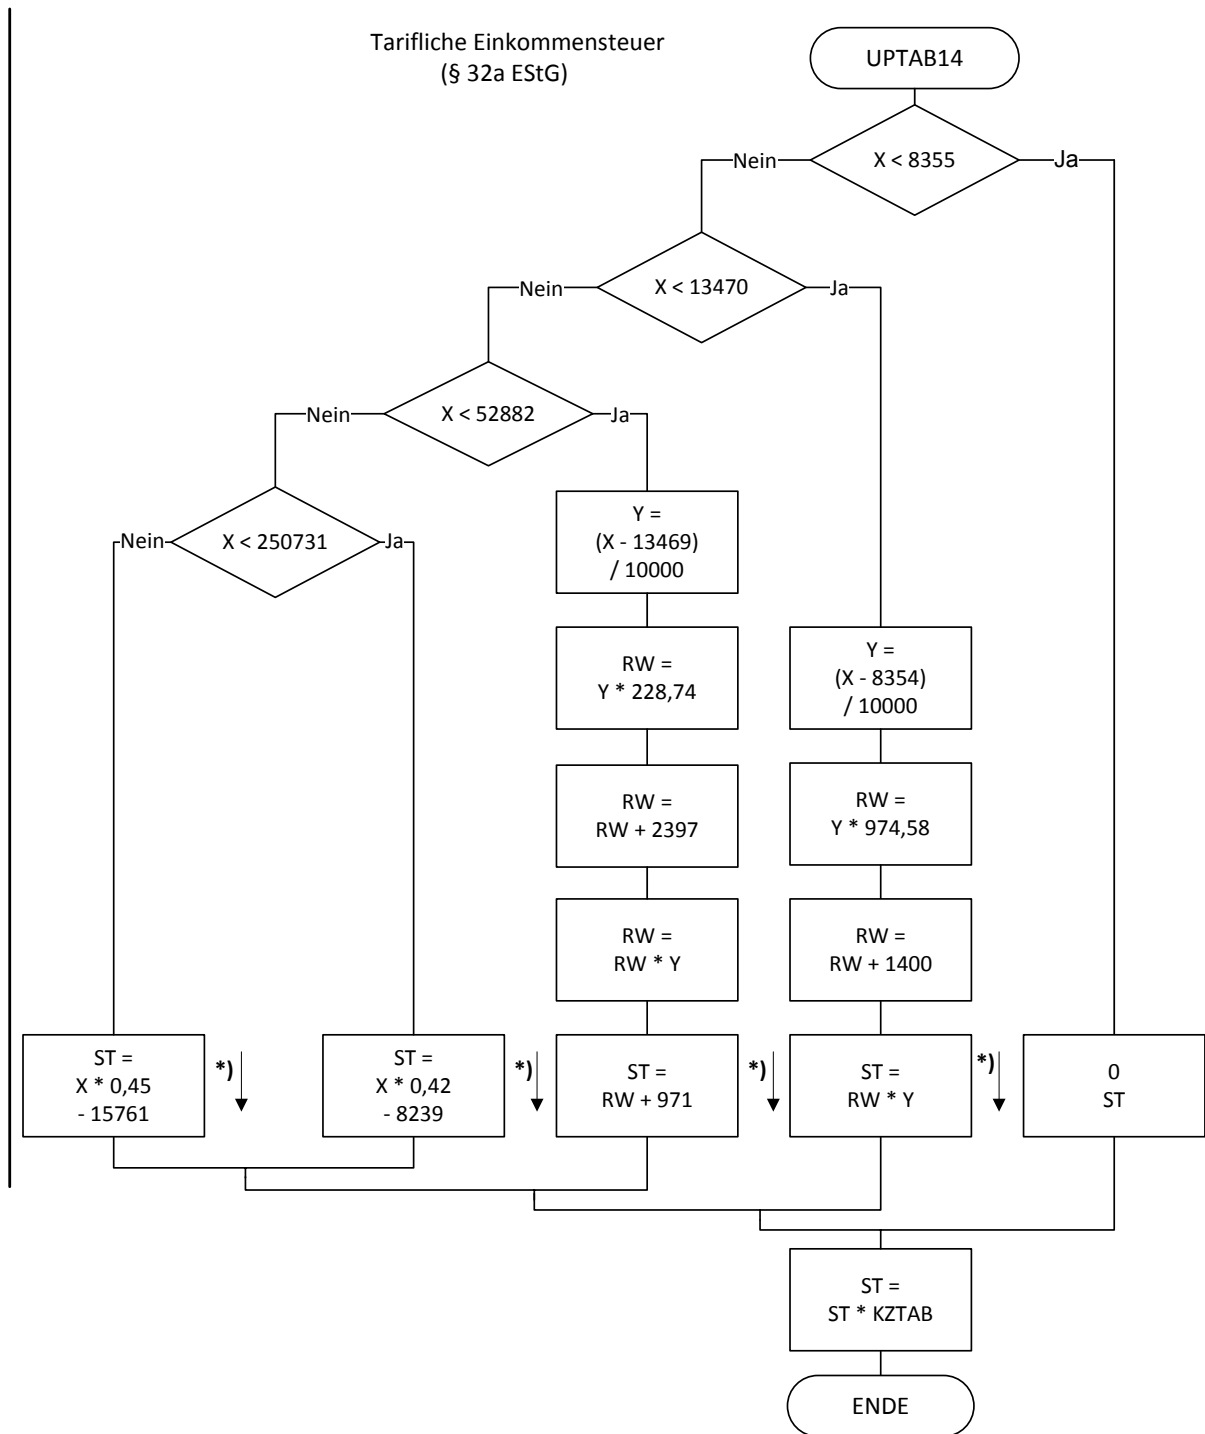 Tarifliche Einkommensteuer
(§ 32a EStG)
UPTAB14
X < 8355
Nein
Ja
X < 13470
Nein
Ja
X < 52882
Nein
Ja
X < 250731
Nein
Ja
Y =
(X - 13469)
/ 10000
RW =
Y * 228,74
RW =
RW + 2397
RW =
RW * Y
Y =
(X - 8354)
/ 10000
RW =
Y * 974,58
RW =
RW + 1400
ST =
X * 0,45
- 15761
*)
ST =
X * 0,42
- 8239
*)
ST =
RW + 971
*)
ST =
RW * Y
*)
0
ST
ST =
ST * KZTAB
ENDE